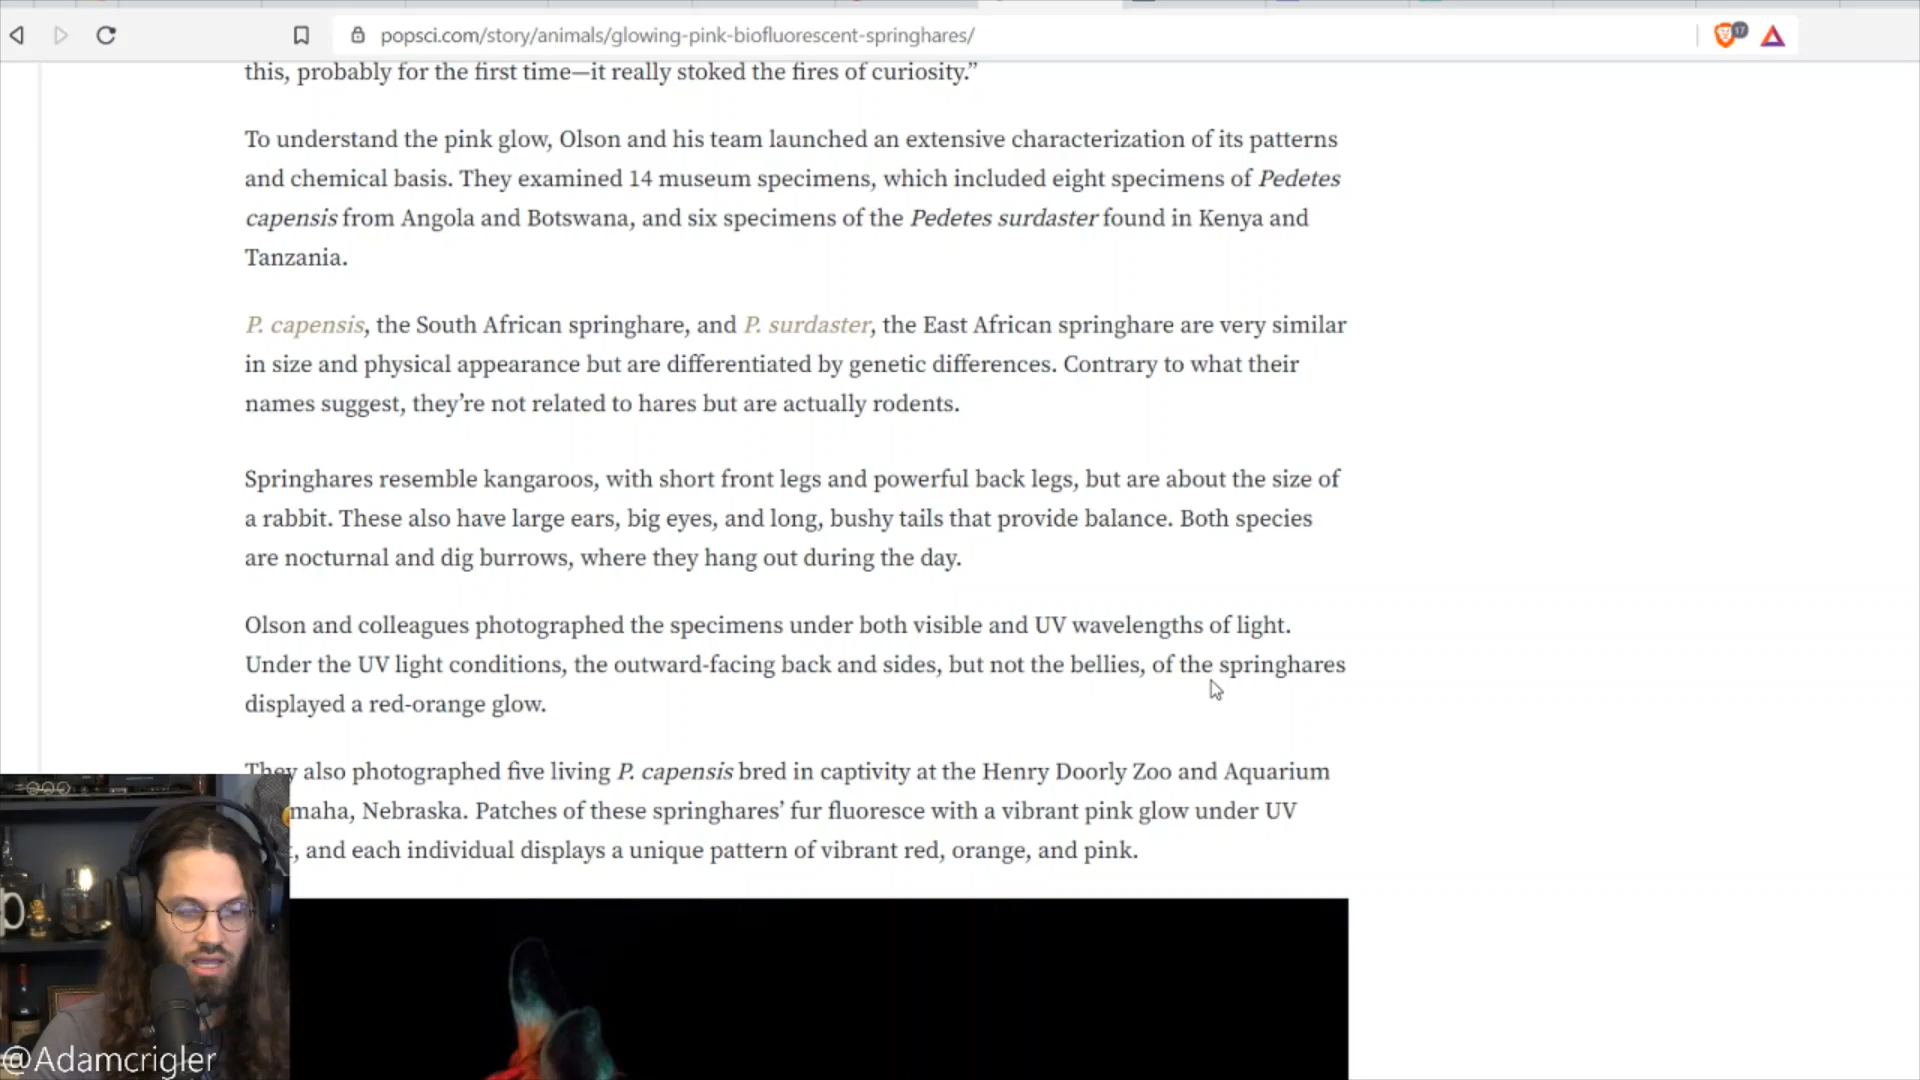 popsci.com/story/animals/glowing-pink-biofluorescent-springhares/
17
this, probably for the first time—it really stoked the fires of curiosity.”
To understand the pink glow, Olson and his team launched an extensive characterization of its patterns
and chemical basis. They examined 14 museum specimens, which included eight specimens of Pedetes
capensis from Angola and Botswana, and six specimens of the Pedetes surdaster found in Kenya and
Tanzania.
P. capensis, the South African springhare, and P. surdaster, the East African springhare are very similar
in size and physical appearance but are differentiated by genetic differences. Contrary to what their
names suggest, they’re not related to hares but are actually rodents.
Springhares resemble kangaroos, with short front legs and powerful back legs, but are about the size of
a rabbit. These also have large ears, big eyes, and long, bushy tails that provide balance. Both species
are nocturnal and dig burrows, where they hang out during the day.
Olson and colleagues photographed the specimens under both visible and UV wavelengths of light.
Under the UV light conditions, the outward-facing back and sides, but not the bellies, of the springhares
displayed a red-orange glow.
They also photographed five living P. capensis bred in captivity at the Henry Doorly Zoo and Aquarium
maha, Nebraska. Patches of these springhares’ fur fluoresce with a vibrant pink glow under UV
, and each individual displays a unique pattern of vibrant red, orange, and pink.
@Adamcrigler